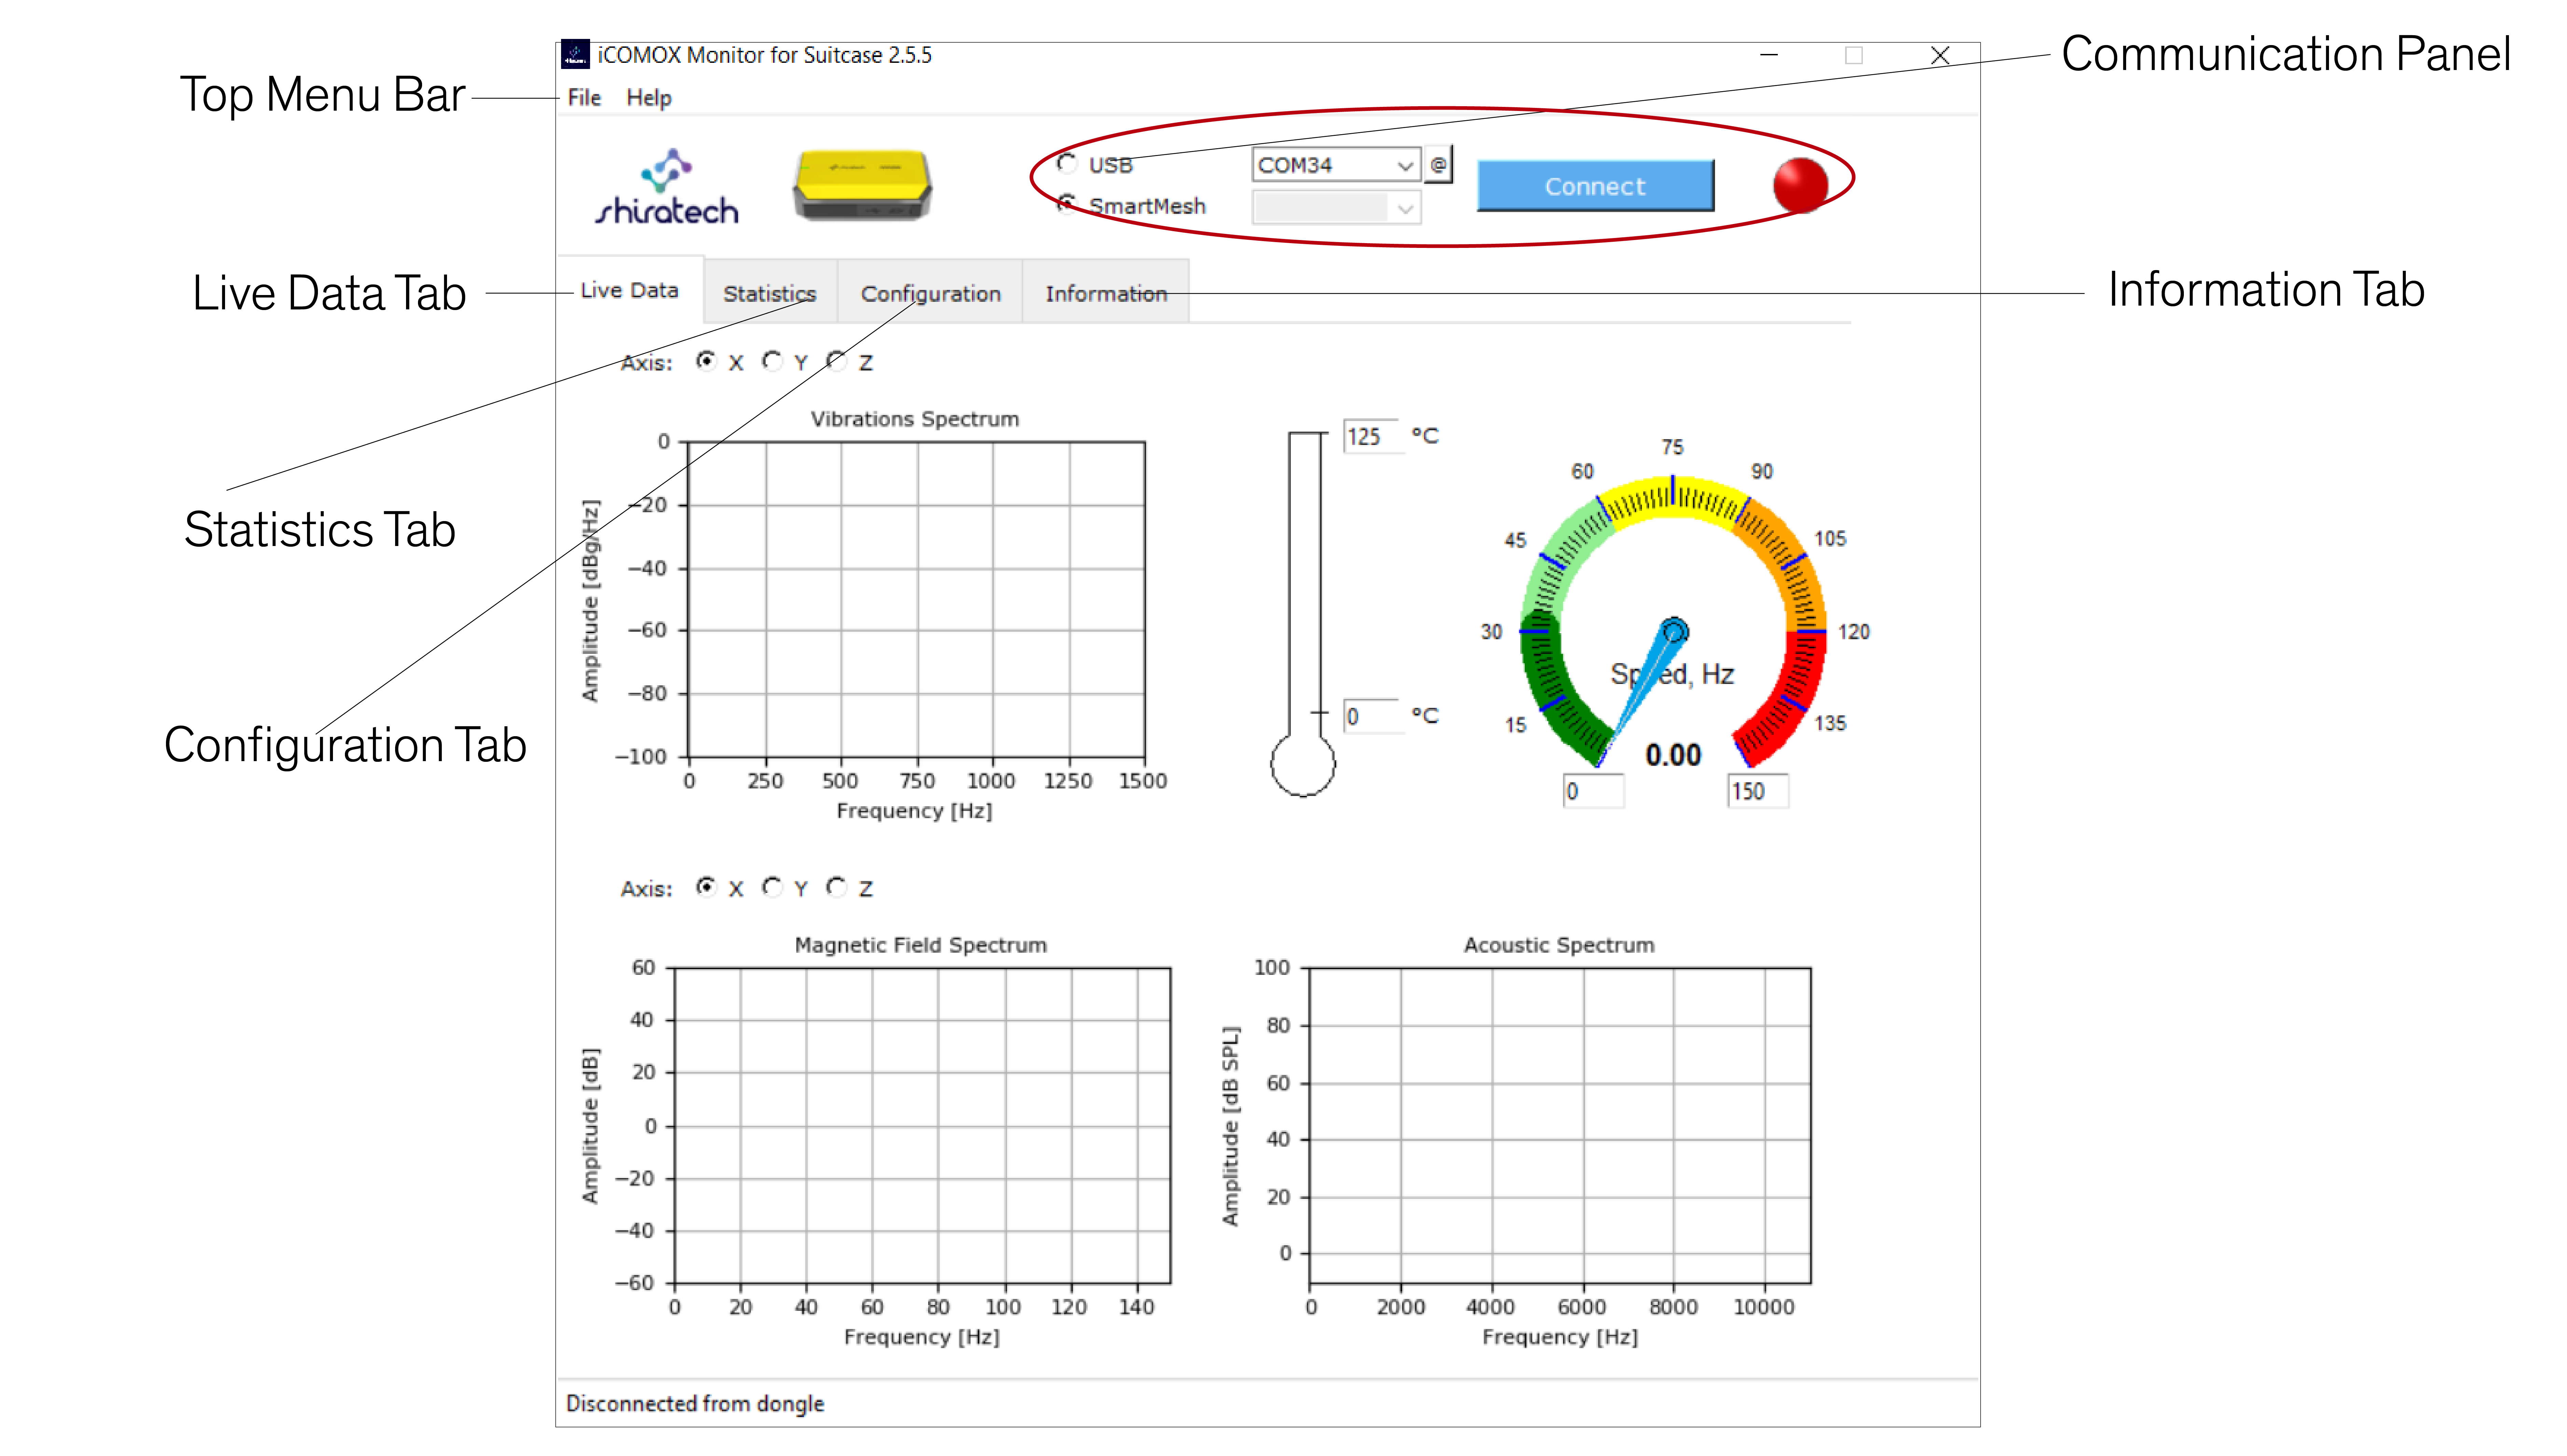 iCOMOX Monitor for Suitcase 2.5.5
Communication Panel
Top Menu Bar
File Help
shiratech
USB
COM34
@
Connect
SmartMesh
Live Data Tab
Live Data
Statistics
Configuration
Information
Information Tab
Axis: X Y Z
Statistics Tab
Configuration Tab
Vibrations Spectrum
Amplitude [dBg/Hz]
0
−20
−40
−60
−80
−100
0 250 500 750 1000 1250 1500
Frequency [Hz]
125 °C
0 °C
75
60
90
45
105
30
120
15
135
Speed, Hz
0.00
0
150
Axis: X Y Z
Magnetic Field Spectrum
Amplitude [dB]
60
40
20
0
−20
−40
−60
0 20 40 60 80 100 120 140
Frequency [Hz]
Acoustic Spectrum
Amplitude [dB SPL]
100
80
60
40
20
0
0 2000 4000 6000 8000 10000
Frequency [Hz]
Disconnected from dongle